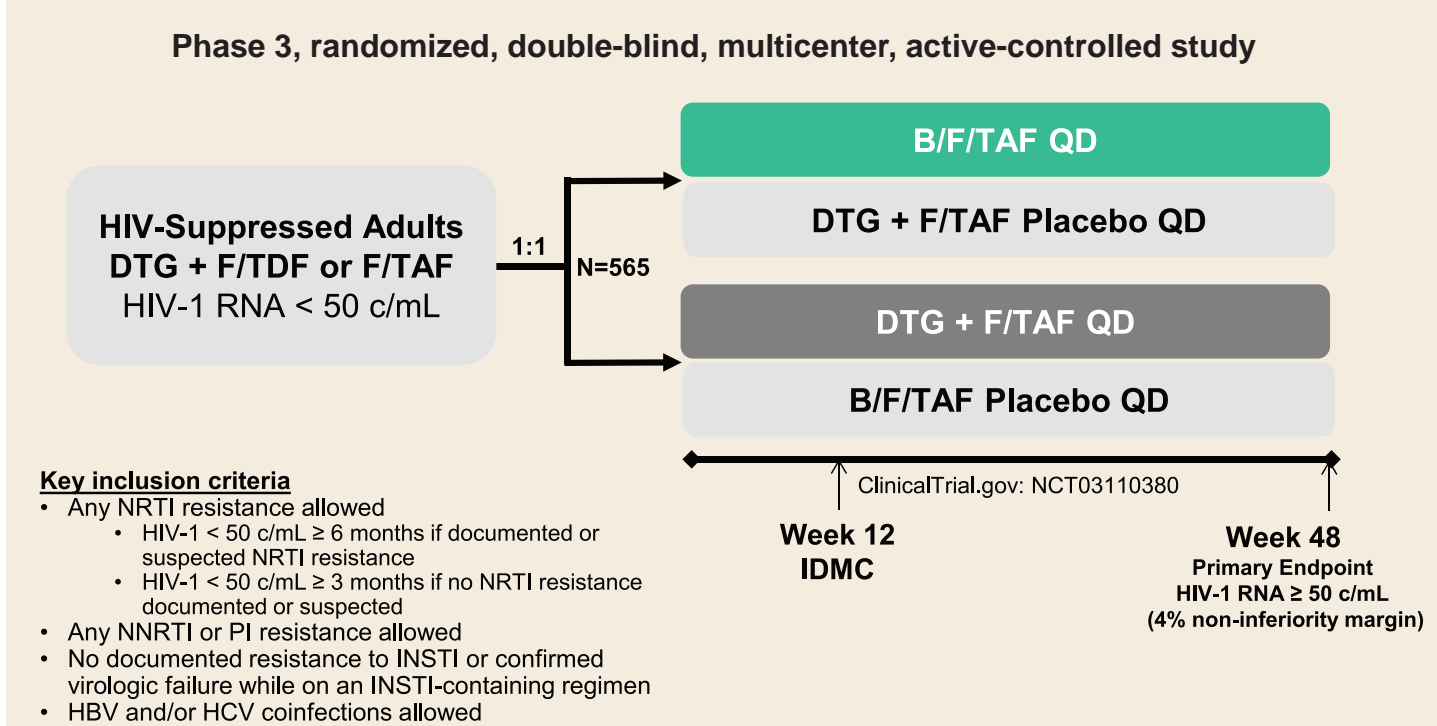 Phase 3, randomized, double-blind, multicenter, active-controlled study
HIV-Suppressed Adults
DTG + F/TDF or F/TAF
HIV-1 RNA < 50 c/mL
1:1
N=565
B/F/TAF QD
DTG + F/TAF Placebo QD
DTG + F/TAF QD
B/F/TAF Placebo QD
ClinicalTrial.gov: NCT03110380
Week 12
IDMC
Week 48
Primary Endpoint
HIV-1 RNA ≥ 50 c/mL
(4% non-inferiority margin)
Key inclusion criteria
• Any NRTI resistance allowed
• HIV-1 < 50 c/mL ≥ 6 months if documented or
suspected NRTI resistance
• HIV-1 < 50 c/mL ≥ 3 months if no NRTI resistance
documented or suspected
• Any NNRTI or PI resistance allowed
• No documented resistance to INSTI or confirmed
virologic failure while on an INSTI-containing regimen
• HBV and/or HCV coinfections allowed